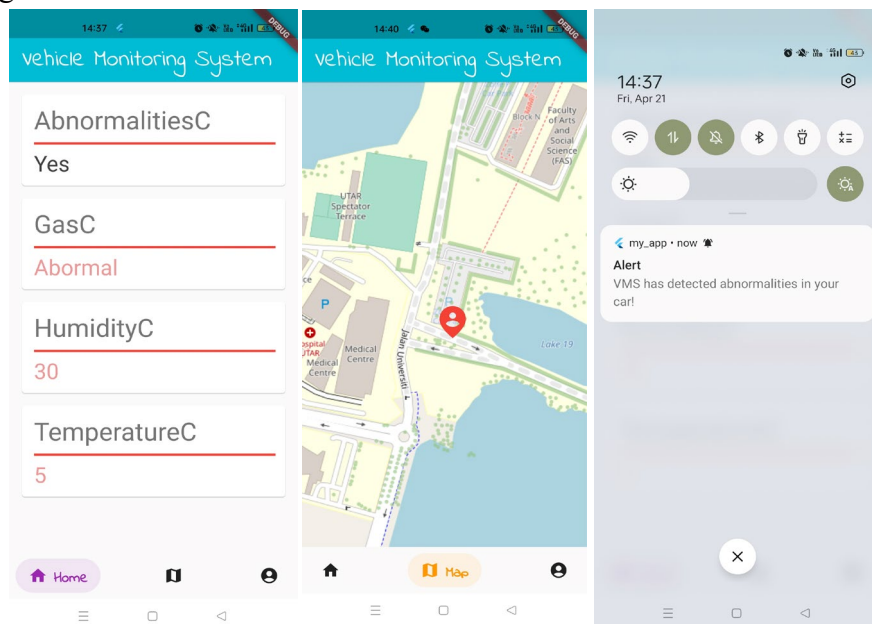 14:37
DEBUG
Vehicle Monitoring System
AbnormalitiesC
Yes
GasC
Abormal
HumidityC
30
TemperatureC
5
Home
14:40
DEBUG
Vehicle Monitoring System
Block N
Faculty
of Arts
and
Social
Science
(FAS)
UTAR
Spectator
Terrace
P
P
Jalan Universiti
Lake 19
Medical
Centre
UTAR
Medical
Centre
Map
45
14:37
Fri, Apr 21
my_app • now
Alert
VMS has detected abnormalities in your
car!